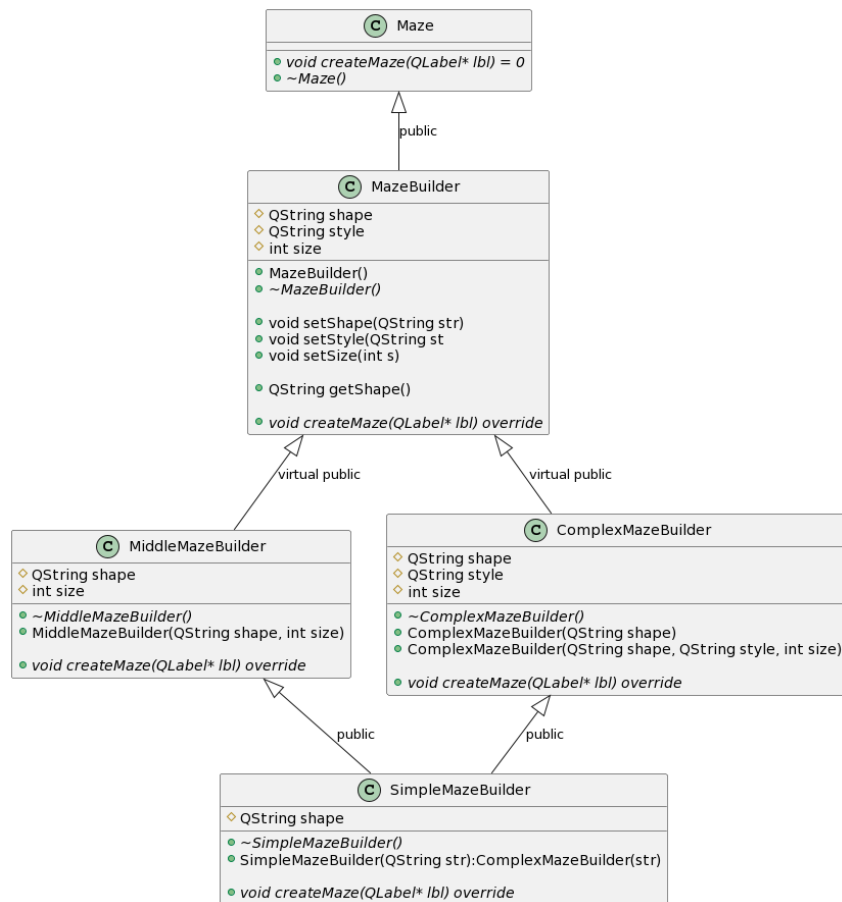 C Maze
void createMaze(QLabel* lbl) = 0
~Maze()
public
C MazeBuilder
QString shape
QString style
int size
MazeBuilder()
~MazeBuilder()
void setShape(QString str)
void setStyle(QString st
void setSize(int s)
QString getShape()
void createMaze(QLabel* lbl) override
virtual public
virtual public
C MiddleMazeBuilder
QString shape
int size
~MiddleMazeBuilder()
MiddleMazeBuilder(QString shape, int size)
void createMaze(QLabel* lbl) override
C ComplexMazeBuilder
QString shape
QString style
int size
~ComplexMazeBuilder()
ComplexMazeBuilder(QString shape)
ComplexMazeBuilder(QString shape, QString style, int size)
void createMaze(QLabel* lbl) override
public
public
C SimpleMazeBuilder
QString shape
~SimpleMazeBuilder()
SimpleMazeBuilder(QString str):ComplexMazeBuilder(str)
void createMaze(QLabel* lbl) override